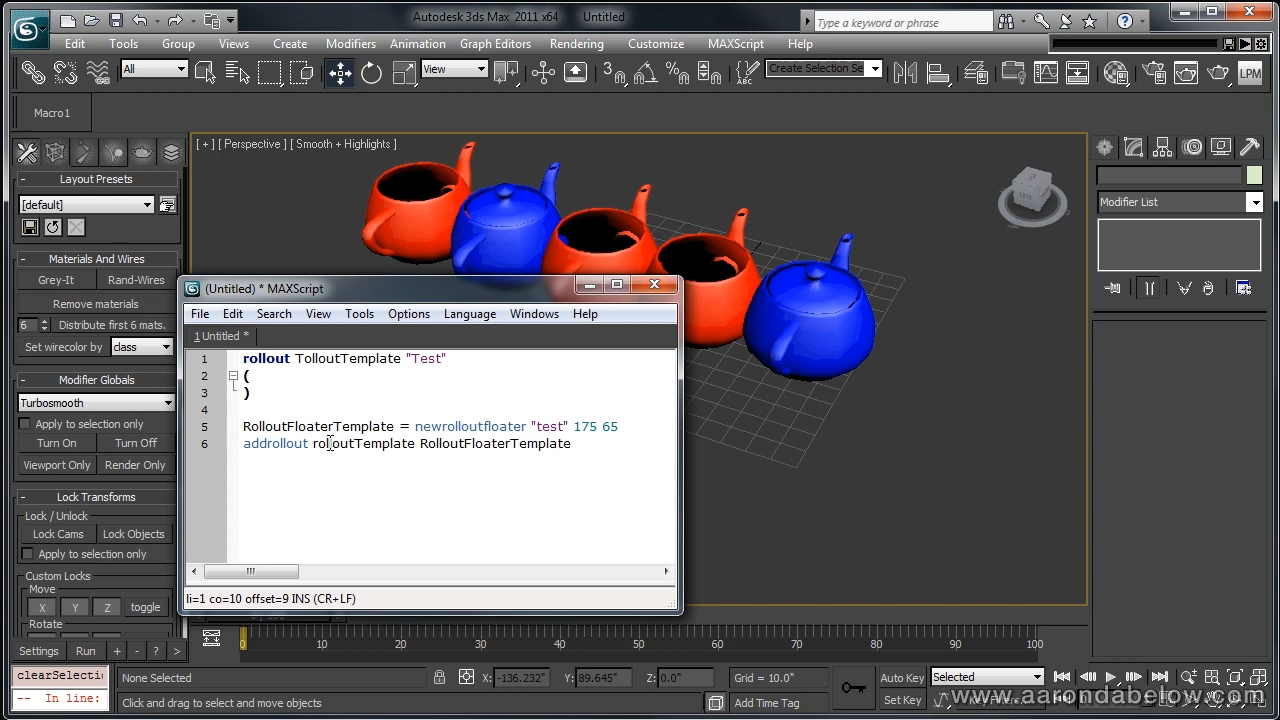 Autodesk 3ds Max 2011 x64 Untitled
Type a keyword or phrase
Edit Tools Group Views Create Modifiers Animation Graph Editors Rendering Customize MAXScript Help
All View 3 Create Selection Se LPM
Macro1
[ + ] [ Perspective ] [ Smooth + Highlights ]
Layout Presets
[default]
Materials And Wires
Grey-It Rand-Wires
Remove materials
6 Distribute first 6 mats.
Set wirecolor by class
Modifier Globals
Turbosmooth
Apply to selection only
Turn On Turn Off
Viewport Only Render Only
Lock Transforms
Lock / Unlock
Lock Cams Lock Objects
Apply to selection only
Custom Locks
Move
X Y Z toggle
Rotate
Settings Run + - ? >
Modifier List
(Untitled) * MAXScript
File Edit Search View Tools Options Language Windows Help
1 Untitled *
1 rollout TolloutTemplate "Test"
2 (
3 )
4
5 RolloutFloaterTemplate = newrolloutfloater "test" 175 65
6 addrollout rolloutTemplate RolloutFloaterTemplate
li=1 co=10 offset=9 INS (CR+LF)
0 10 20 30 40 50 60 70 80 90 100
clearSelectic
-- In line:
None Selected
X: -136.232" Y: 89.645" Z: 0.0" Grid = 10.0"
Auto Key Selected
Click and drag to select and move objects
Add Time Tag
Set Key Key Filters...
www.aarondabelow.com